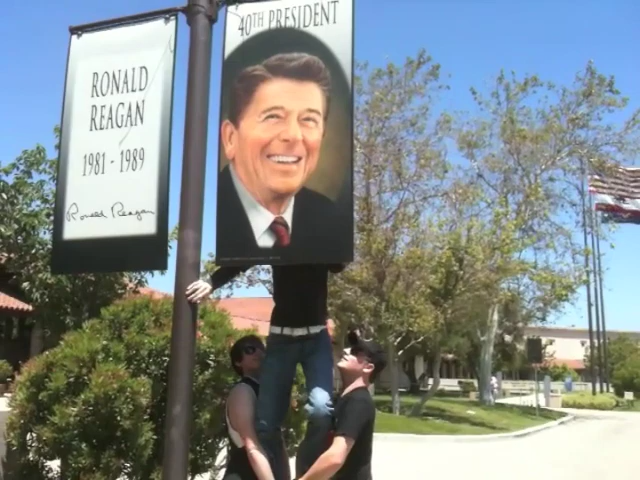 RONALD
REAGAN
1981 - 1989
Ronald Reagan
40TH PRESIDENT